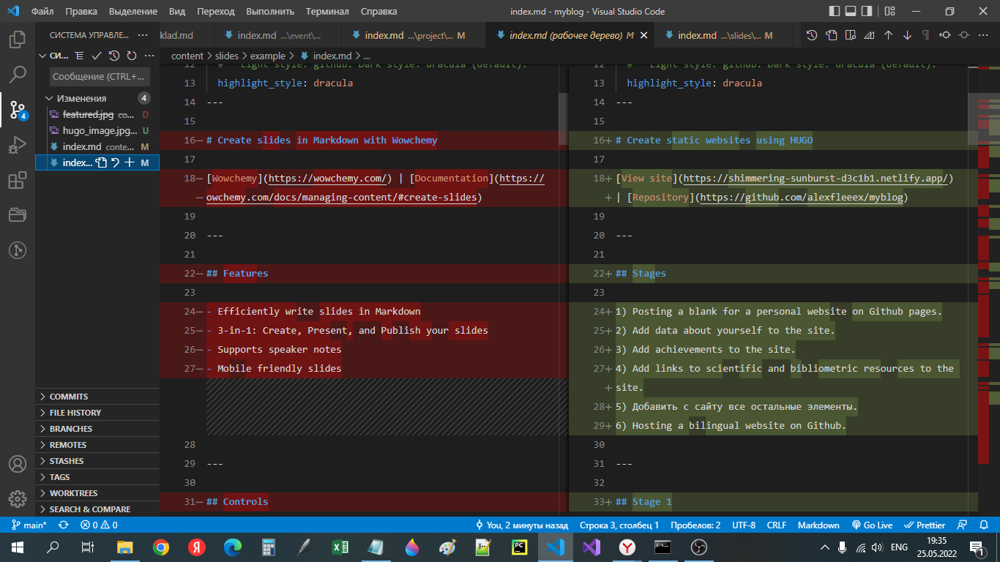 Файл Правка Выделение Вид Переход Выполнить Терминал Справка
index.md - myblog - Visual Studio Code
СИСТЕМА УПРАВЛЕ... ...
klad.md
index.md ...\event\...
index.md ...\project\... M
index.md (рабочее дерево) M
index.md ...\slides\... M
СИ...
content > slides > example > index.md > ...
Сообщение (CTRL+...
Изменения 4
featured.jpg co... D
hugo_image.jpg... U
index.md conte... M
index... M
4
COMMITS
FILE HISTORY
BRANCHES
REMOTES
STASHES
TAGS
WORKTREES
SEARCH & COMPARE
12 # Light style: github. Dark style: dracula (default).
13 highlight_style: dracula
14 ---
15
16— # Create slides in Markdown with Wowchemy
17
18— [Wowchemy](https://wowchemy.com/) | [Documentation](https://
— owchemy.com/docs/managing-content/#create-slides)
19
20 ---
21
22— ## Features
23
24— - Efficiently write slides in Markdown
25— - 3-in-1: Create, Present, and Publish your slides
26— - Supports speaker notes
27— - Mobile friendly slides
28
29 ---
30
31— ## Controls
12 # Light style: github. Dark style: dracula (default).
13 highlight_style: dracula
14 ---
15
16+ # Create static websites using HUGO
17
18+ [View site](https://shimmering-sunburst-d3c1b1.netlify.app/)
+ | [Repository](https://github.com/alexfleeex/myblog)
19
20 ---
21
22+ ## Stages
23
24+ 1) Posting a blank for a personal website on Github pages.
25+ 2) Add data about yourself to the site.
26+ 3) Add achievements to the site.
27+ 4) Add links to scientific and bibliometric resources to the
+ site.
28+ 5) Добавить с сайту все остальные элементы.
29+ 6) Hosting a bilingual website on Github.
30
31 ---
32
33+ ## Stage 1
main* 0 0
You, 2 минуты назад Строка 3, столбец 1 Пробелов: 2 UTF-8 CRLF Markdown Go Live Prettier
ENG
19:35
25.05.2022
1